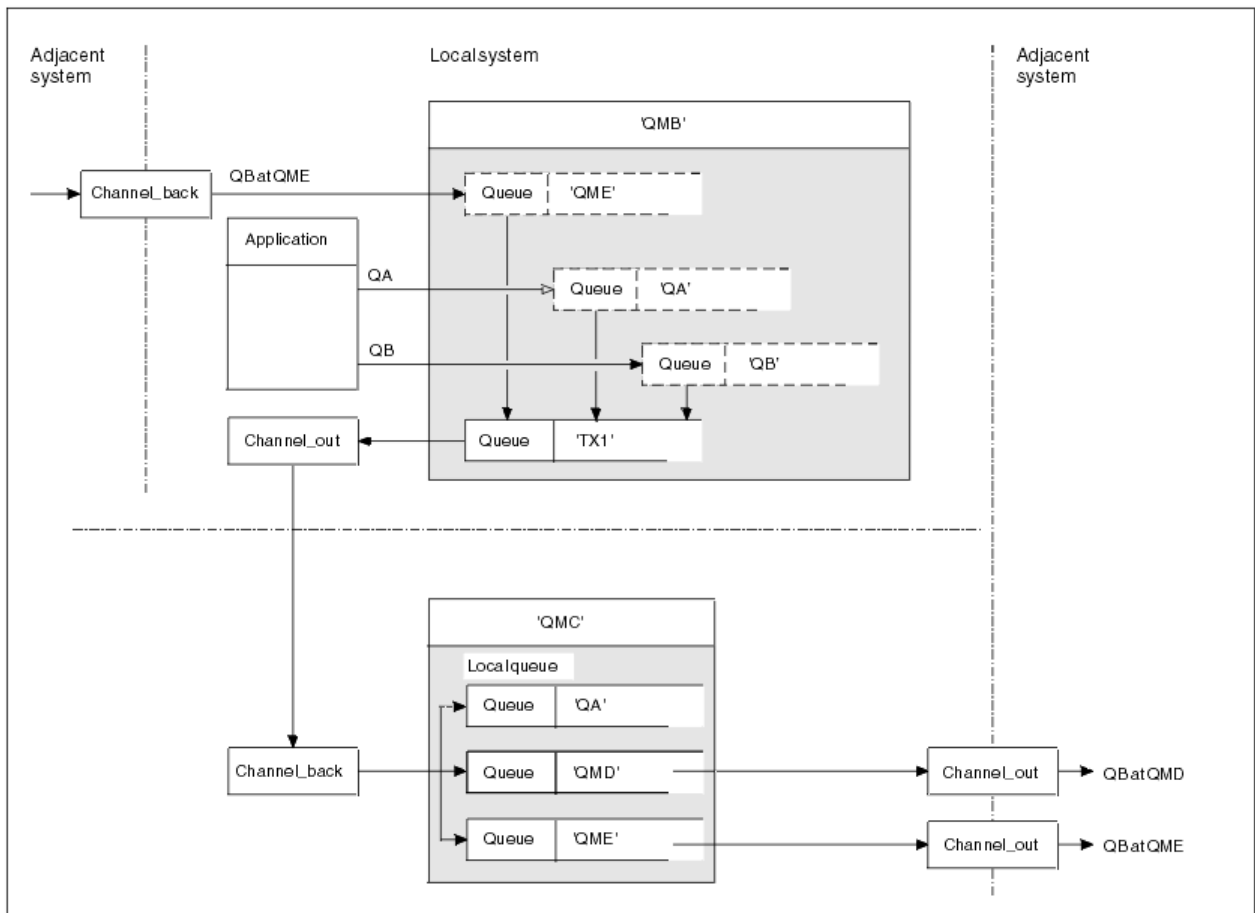 Adjacent
system
Localsystem
Adjacent
system
'QMB'
Channel_back
QBatQME
Queue 'QME'
Application
QA
Queue 'QA'
QB
Queue 'QB'
Channel_out
Queue 'TX1'
'QMC'
Localqueue
Queue 'QA'
Channel_back
Queue 'QMD'
Channel_out
QBatQMD
Queue 'QME'
Channel_out
QBatQME